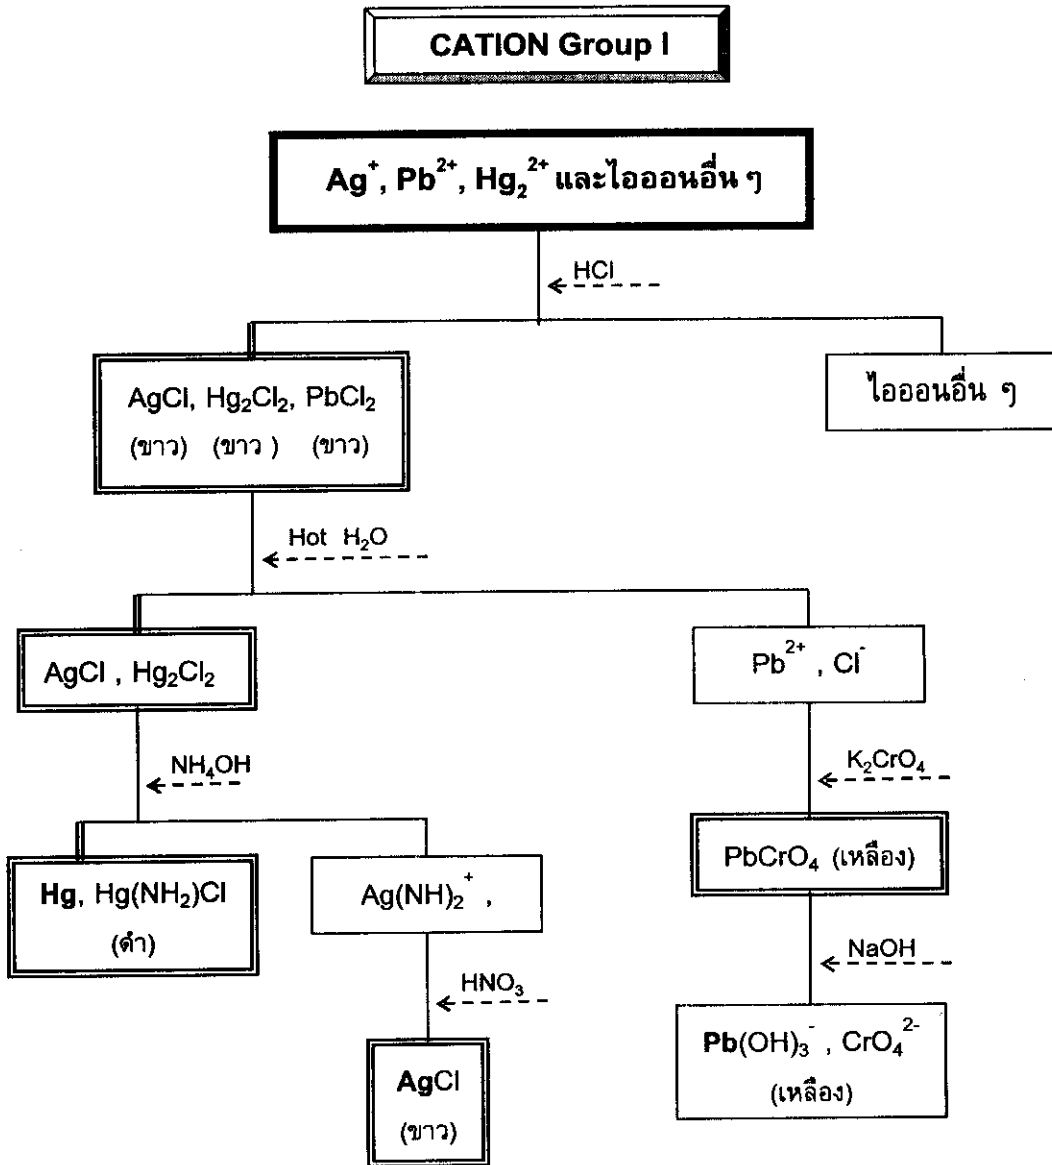 CATION Group I
Ag⁺, Pb²⁺, Hg₂²⁺ และไอออนอื่น ๆ
HCl
AgCl, Hg₂Cl₂, PbCl₂
(ขาว) (ขาว ) (ขาว)
ไอออนอื่น ๆ
Hot H₂O
AgCl , Hg₂Cl₂
Pb²⁺ , Cl⁻
NH₄OH
K₂CrO₄
Hg, Hg(NH₂)Cl
(ดำ)
Ag(NH)₂⁺ ,
PbCrO₄ (เหลือง)
HNO₃
NaOH
AgCl
(ขาว)
Pb(OH)₃⁻ , CrO₄²⁻
(เหลือง)